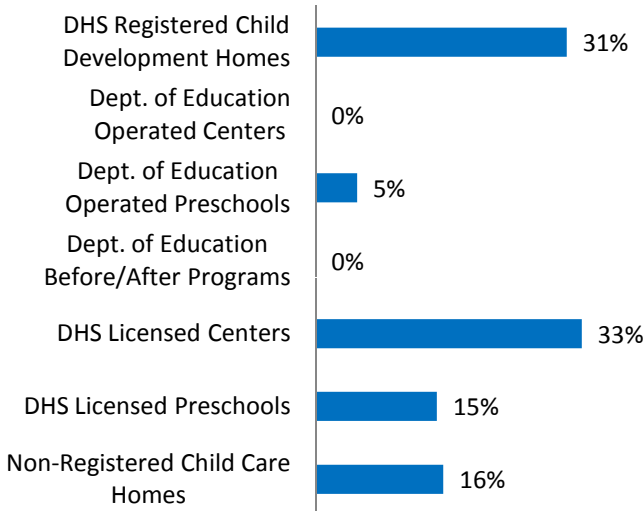 DHS Registered Child
Development Homes
31%
Dept. of Education
Operated Centers
0%
Dept. of Education
Operated Preschools
5%
Dept. of Education
Before/After Programs
0%
DHS Licensed Centers
33%
DHS Licensed Preschools
15%
Non-Registered Child Care
Homes
16%